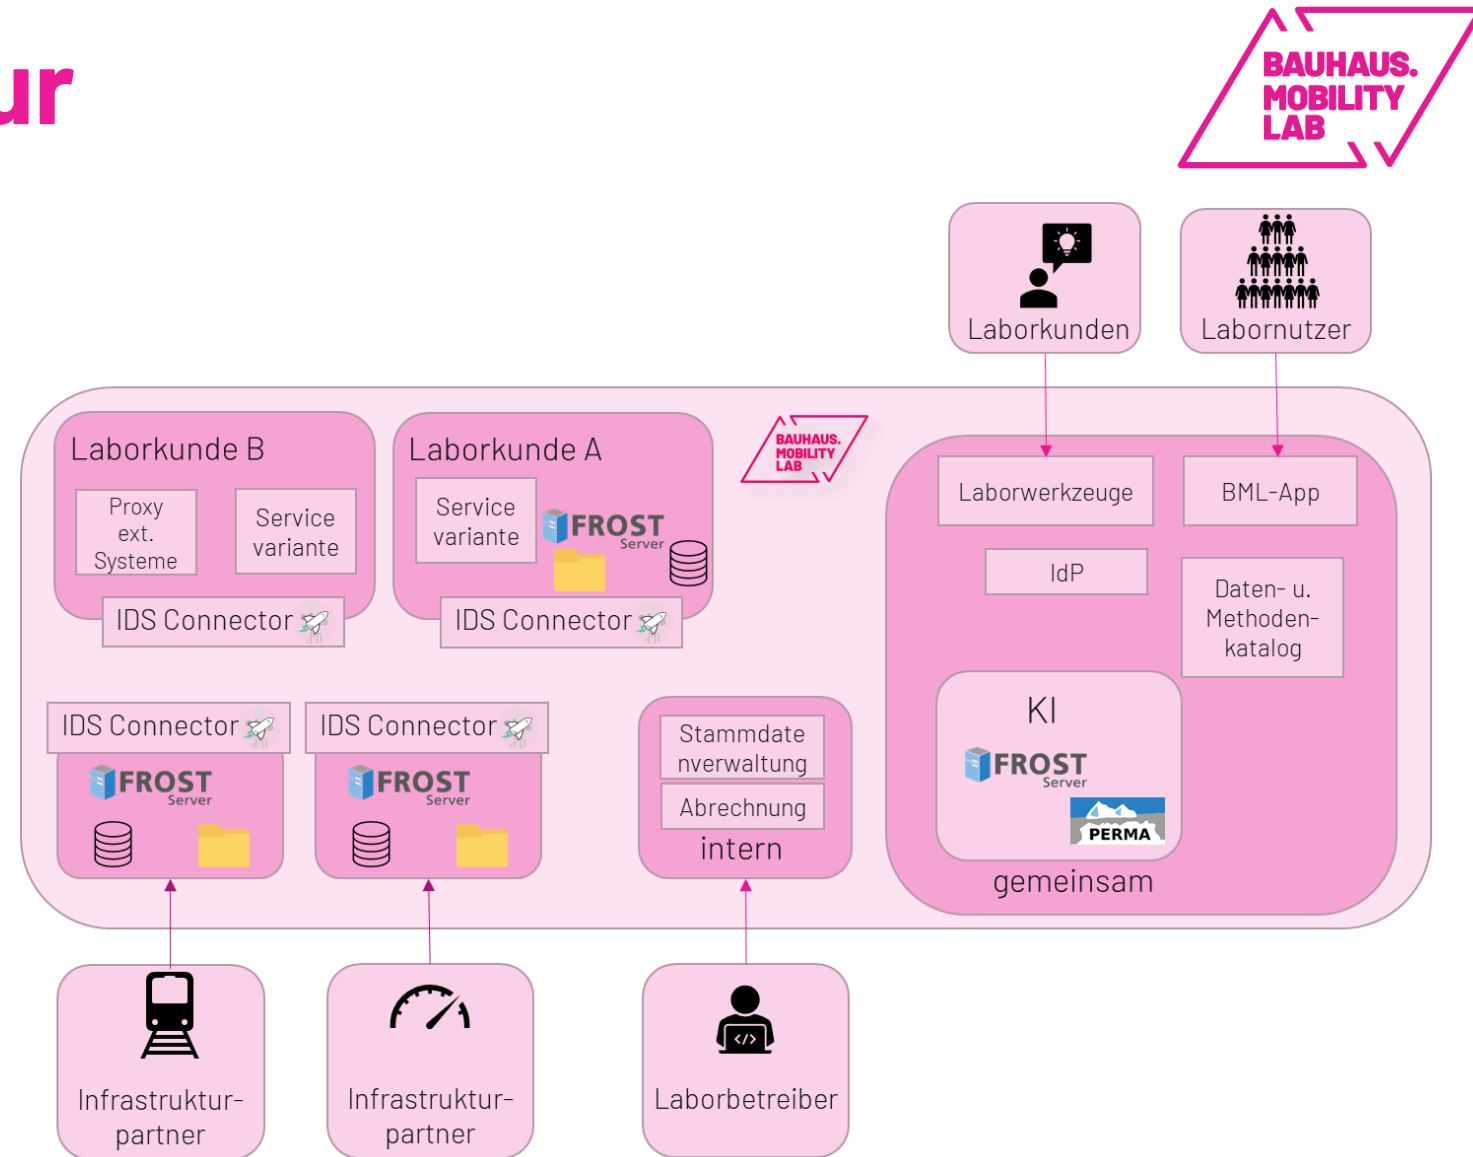 ur
BAUHAUS.
MOBILITY
LAB
Laborkunden
Labornutzer
Laborkunde B
Proxy
ext.
Systeme
Service
variante
IDS Connector
Laborkunde A
Service
variante
FROST
Server
IDS Connector
BAUHAUS.
MOBILITY
LAB
Laborwerkzeuge
BML-App
IdP
Daten- u.
Methoden-
katalog
KI
FROST
Server
PERMA
gemeinsam
IDS Connector
FROST
Server
IDS Connector
FROST
Server
Stammdate
nverwaltung
Abrechnung
intern
Infrastruktur-
partner
Infrastruktur-
partner
</>
Laborbetreiber